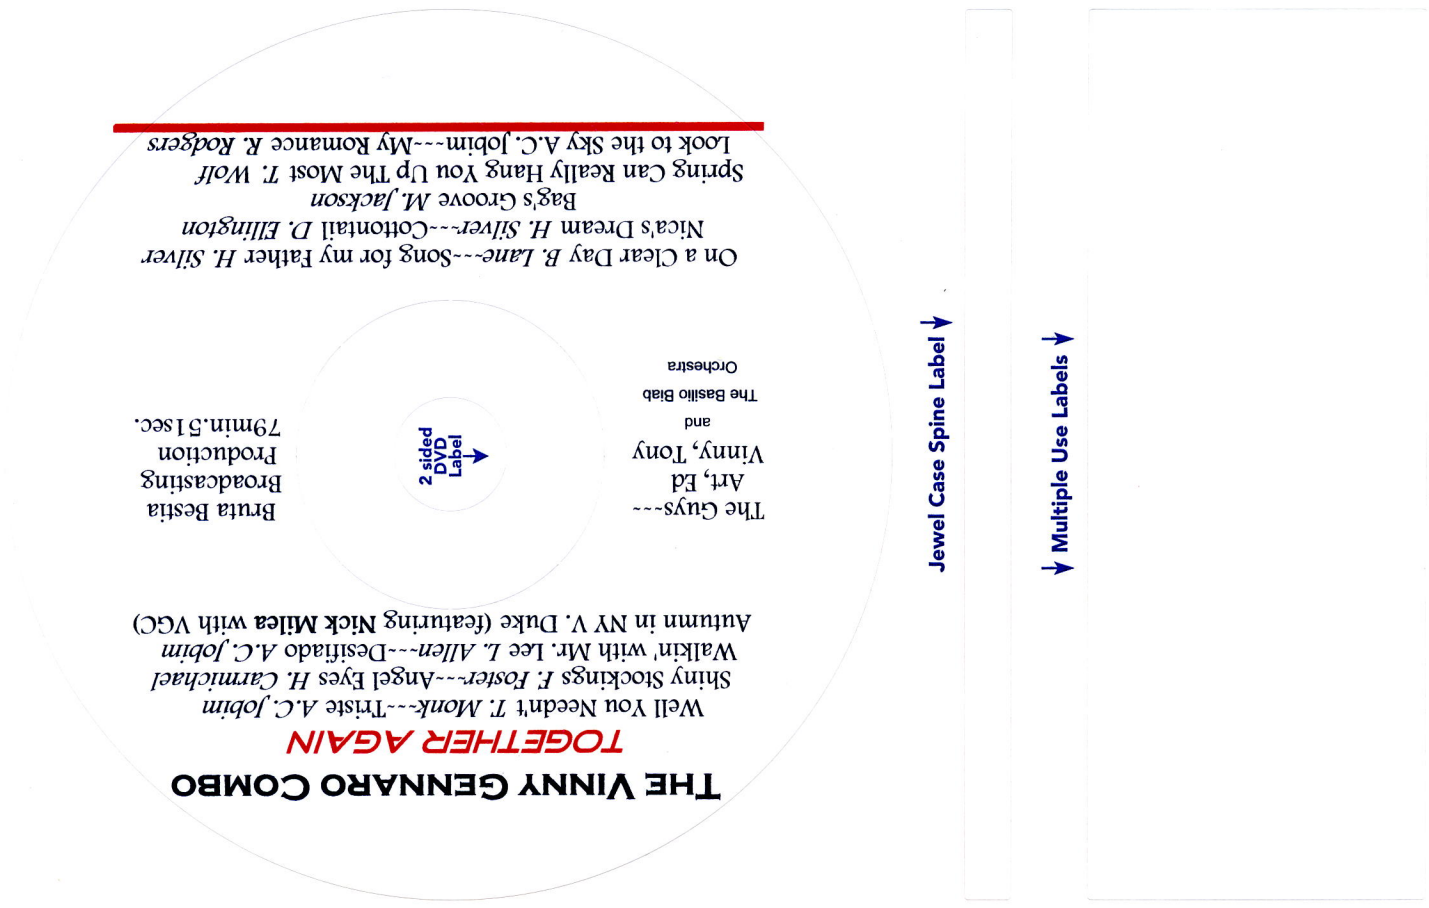 THE VINNY GENNARO COMBO
TOGETHER AGAIN
Well You Needn't T. Monk---Triste A.C. Jobim
Shiny Stockings F. Foster---Angel Eyes H. Carmichael
Walkin' with Mr. Lee L. Allen---Desifiado A.C. Jobim
Autumn in NY V. Duke (featuring Nick Milea with VGC)
The Guys---
Art, Ed
Vinny, Tony
and
The Basilio Biab
Orchestra
Bruta Bestia
Broadcasting
Production
79min.51sec.
On a Clear Day B. Lane---Song for my Father H. Silver
Nica's Dream H. Silver---Cottontail D. Ellington
Bag's Groove M. Jackson
Spring Can Really Hang You Up The Most T. Wolf
Look to the Sky A.C. Jobim---My Romance R. Rodgers
2 sided
DVD
Label
Jewel Case Spine Label
Multiple Use Labels